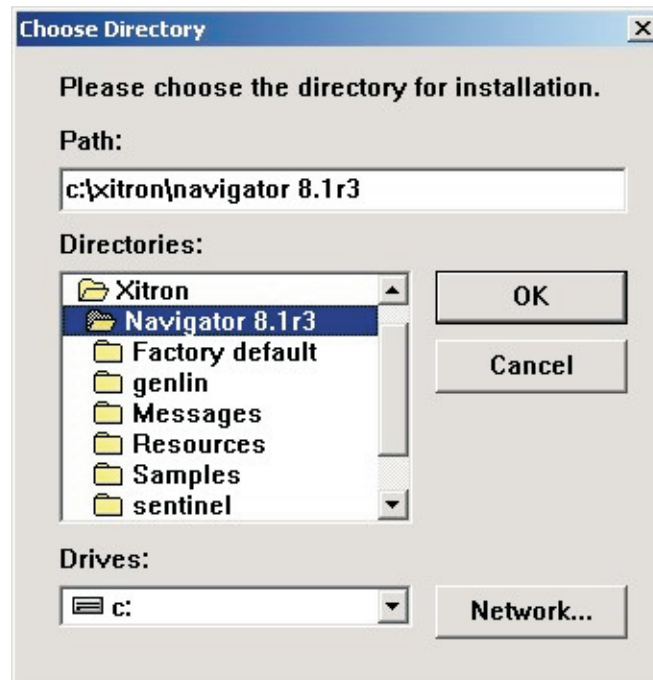 Choose Directory
Please choose the directory for installation.
Path:
c:\xitron\navigator 8.1r3
Directories:
Xitron
Navigator 8.1r3
Factory default
genlin
Messages
Resources
Samples
sentinel
OK
Cancel
Drives:
c:
Network...